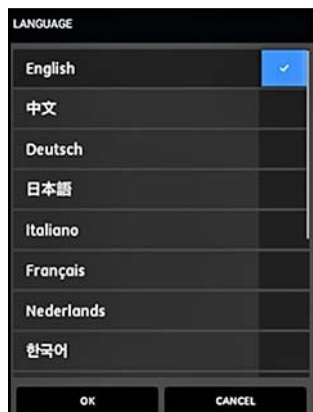 LANGUAGE
English
中文
Deutsch
日本語
Italiano
Français
Nederlands
한국어
OK
CANCEL